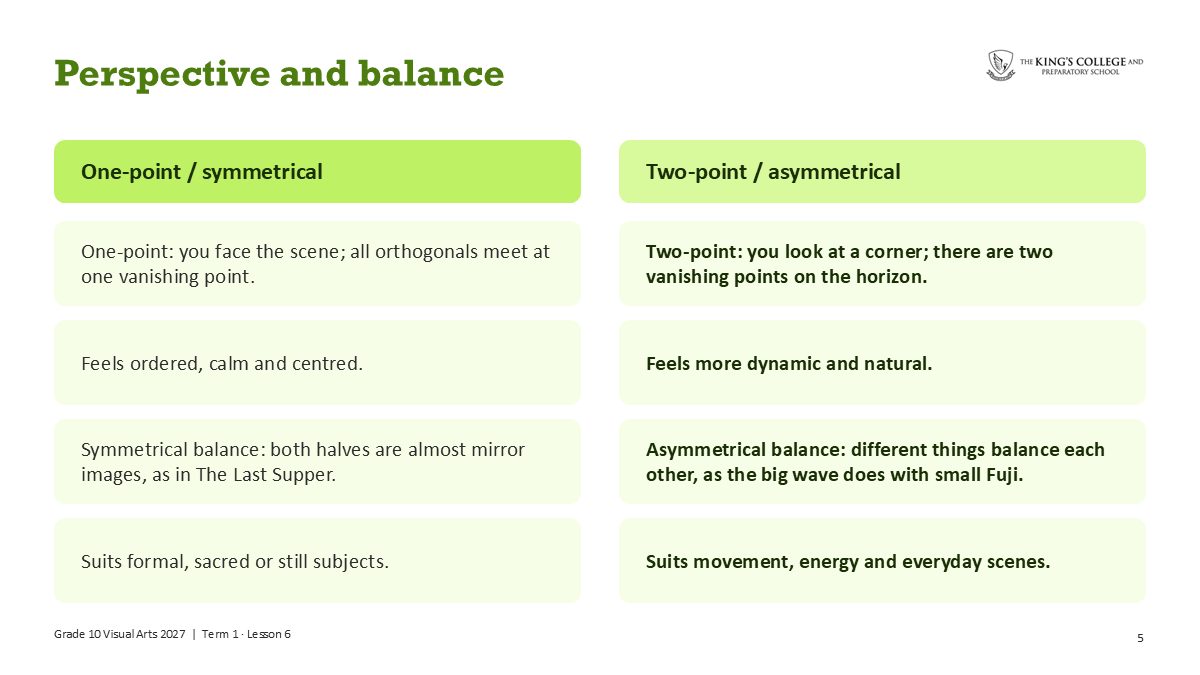 Perspective and balance
THE KING'S COLLEGE AND
PREPARATORY SCHOOL
One-point / symmetrical
Two-point / asymmetrical
One-point: you face the scene; all orthogonals meet at
one vanishing point.
Two-point: you look at a corner; there are two
vanishing points on the horizon.
Feels ordered, calm and centred.
Feels more dynamic and natural.
Symmetrical balance: both halves are almost mirror
images, as in The Last Supper.
Asymmetrical balance: different things balance each
other, as the big wave does with small Fuji.
Suits formal, sacred or still subjects.
Suits movement, energy and everyday scenes.
Grade 10 Visual Arts 2027 | Term 1 · Lesson 6
5